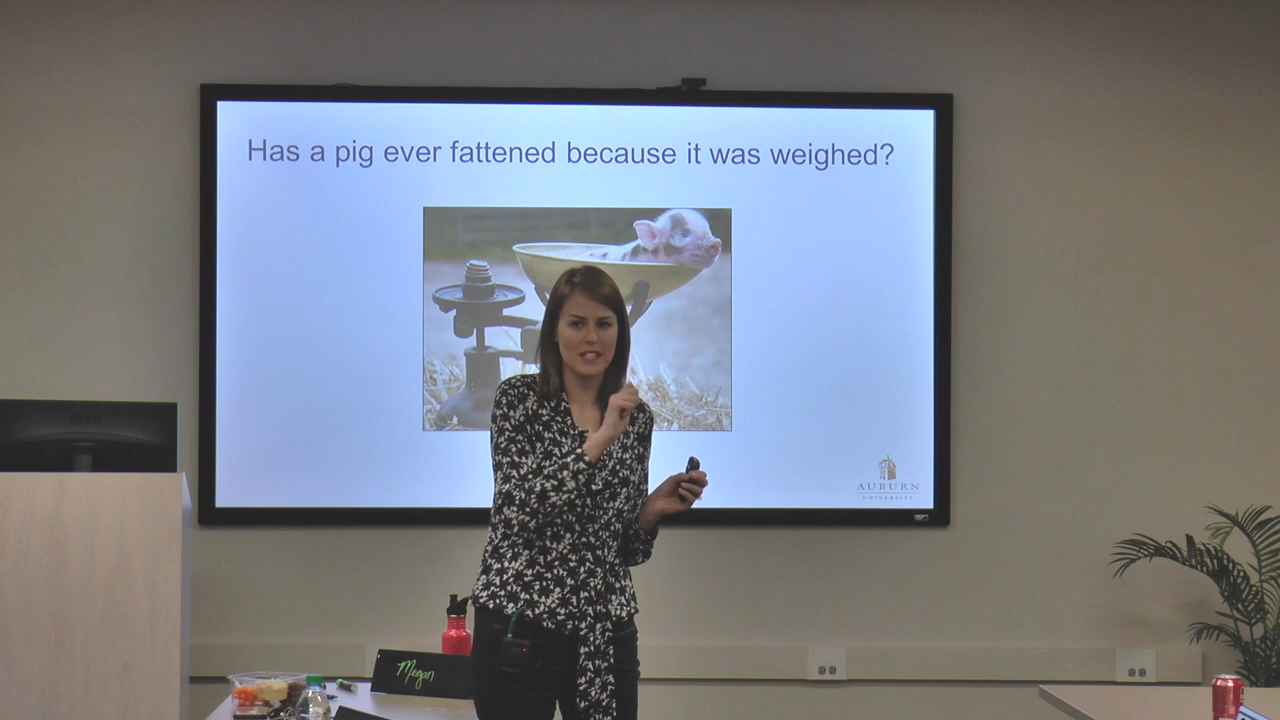 Has a pig ever fattened because it was weighed?
AUBURN
UNIVERSITY
Megan